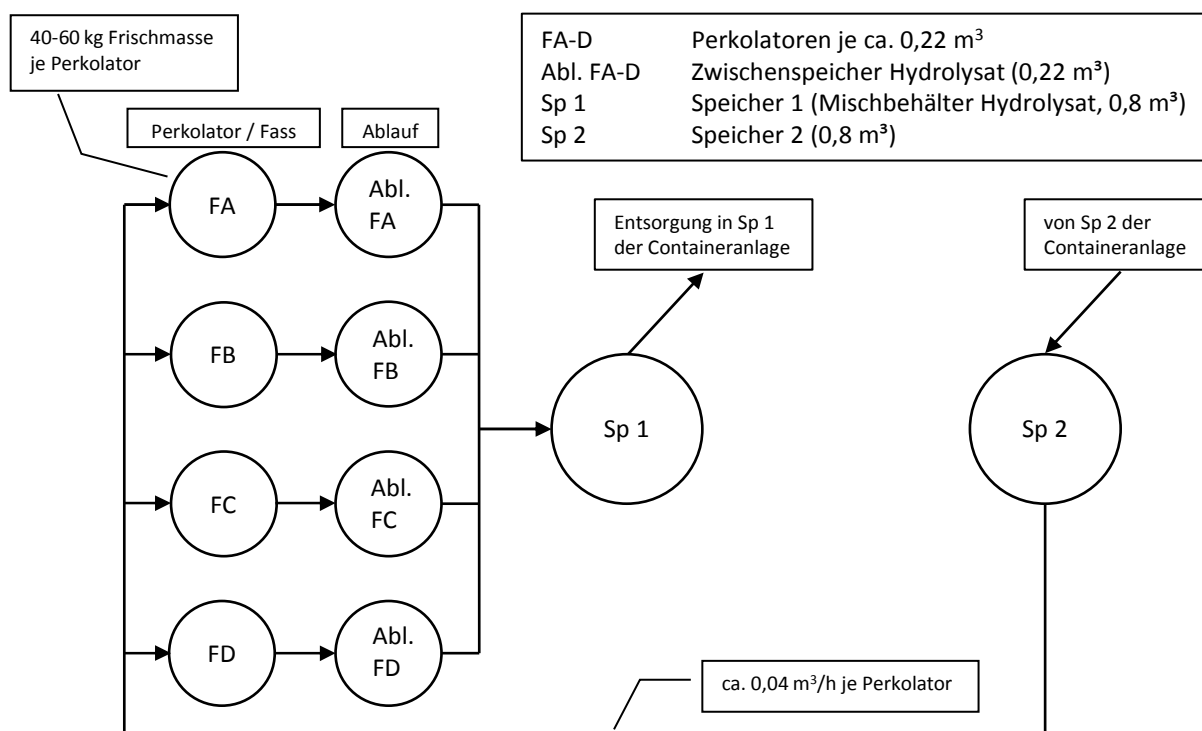 40-60 kg Frischmasse
je Perkolator
FA-D Perkolatoren je ca. 0,22 m³
Abl. FA-D Zwischenspeicher Hydrolysat (0,22 m³)
Sp 1 Speicher 1 (Mischbehälter Hydrolysat, 0,8 m³)
Sp 2 Speicher 2 (0,8 m³)
Perkolator / Fass
Ablauf
FA
Abl.
FA
Entsorgung in Sp 1
der Containeranlage
von Sp 2 der
Containeranlage
FB
Abl.
FB
Sp 1
Sp 2
FC
Abl.
FC
FD
Abl.
FD
ca. 0,04 m³/h je Perkolator